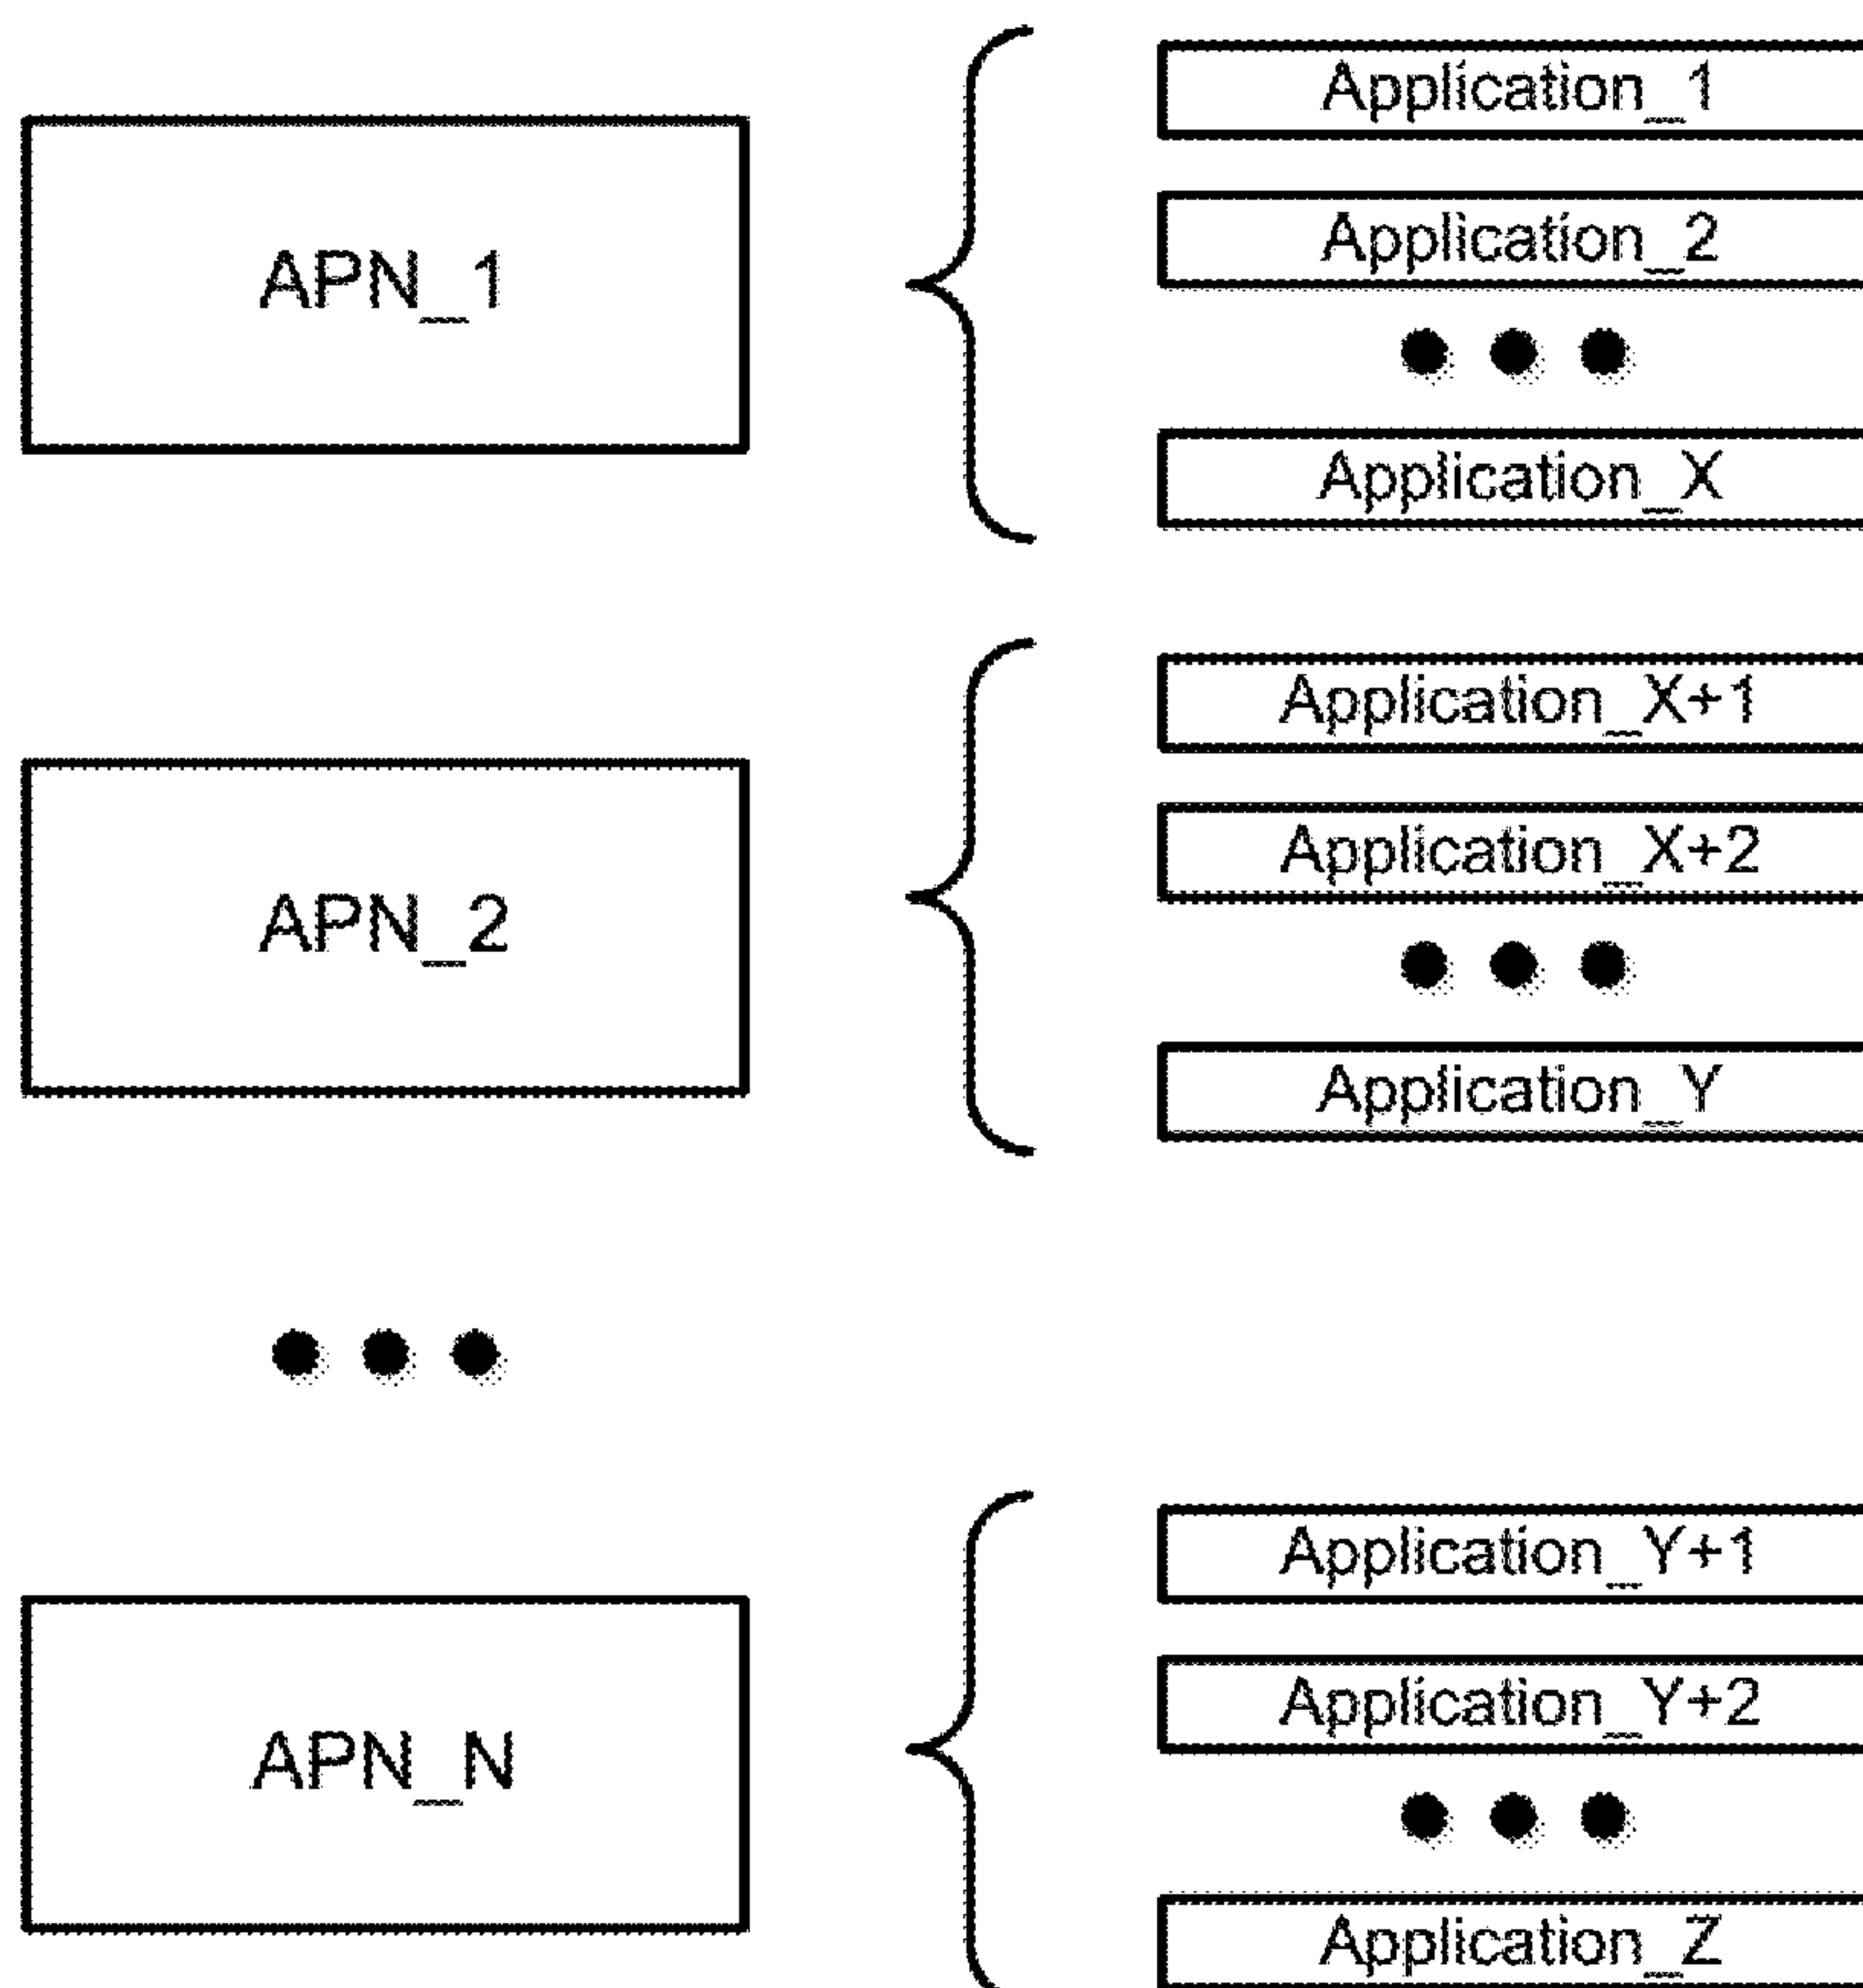 APN_1
Application_1
Application_2
Application_X
APN_2
Application_X+1
Application_X+2
Application_Y
APN_N
Application_Y+1
Application_Y+2
Application_Z